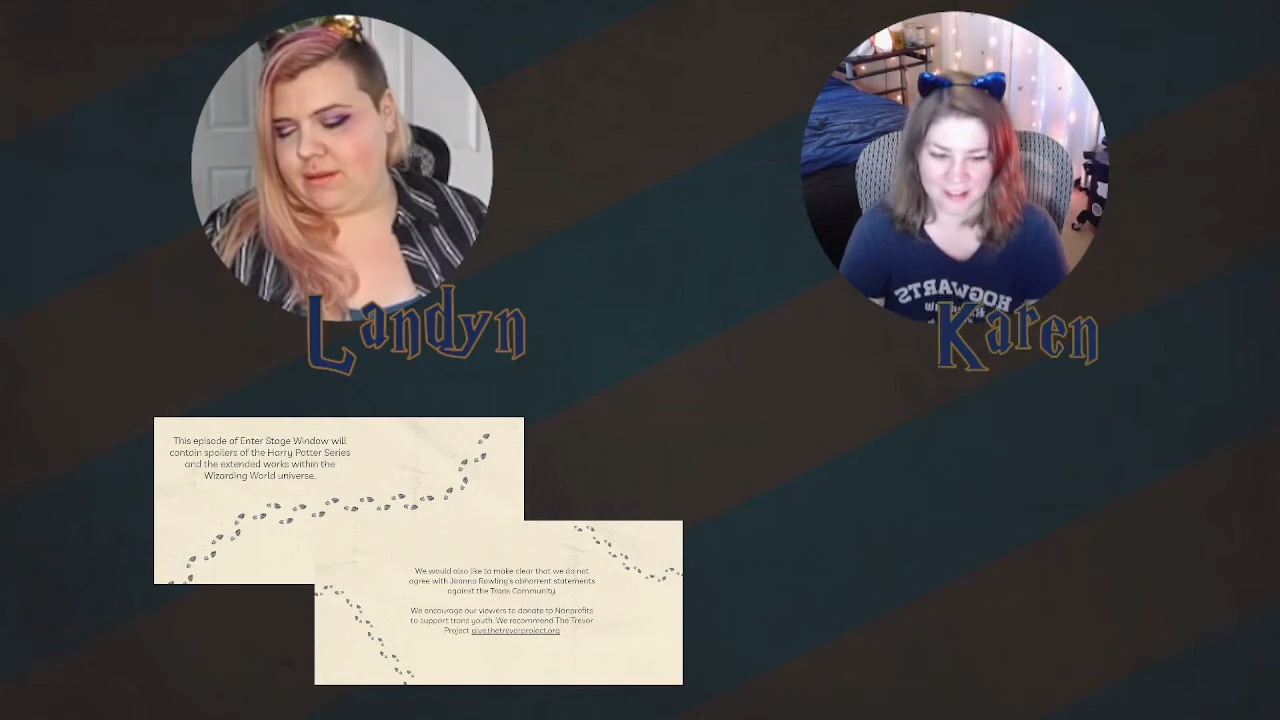 HOGWARTS
Landyn
Karen
This episode of Enter Stage Window will
contain spoilers of the Harry Potter Series
and the extended works within the
Wizarding World universe.
We would also like to make clear that we do not
agree with Joanna Rowling's abhorrent statements
against the Trans Community.
We encourage our viewers to donate to Nonprofits
to support trans youth. We recommend The Trevor
Project give.thetrevorproject.org